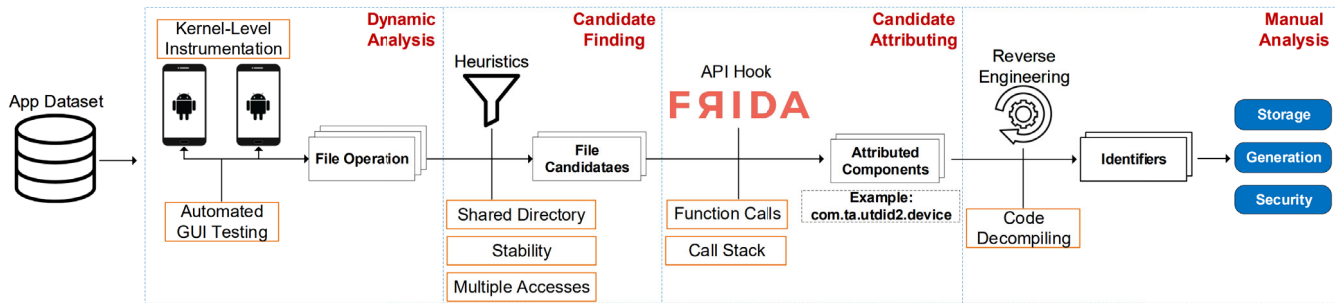 App Dataset
Dynamic
Analysis
Kernel-Level
Instrumentation
File Operation
Automated
GUI Testing
Candidate
Finding
Heuristics
File
Candidataes
Shared Directory
Stability
Multiple Accesses
Candidate
Attributing
API Hook
FЯIDA
Attributed
Components
Example:
com.ta.utdid2.device
Function Calls
Call Stack
Manual
Analysis
Reverse
Engineering
Identifiers
Code
Decompiling
Storage
Generation
Security